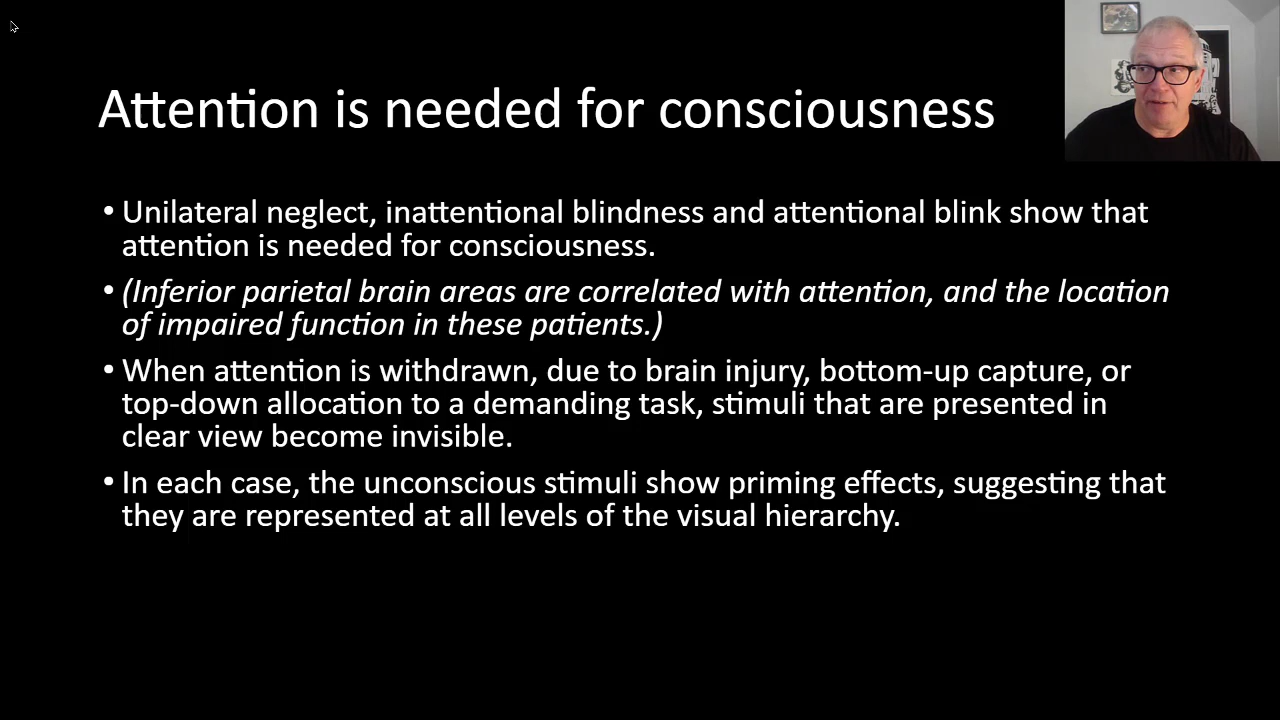 Attention is needed for consciousness
• Unilateral neglect, inattentional blindness and attentional blink show that
attention is needed for consciousness.
• (Inferior parietal brain areas are correlated with attention, and the location
of impaired function in these patients.)
• When attention is withdrawn, due to brain injury, bottom-up capture, or
top-down allocation to a demanding task, stimuli that are presented in
clear view become invisible.
• In each case, the unconscious stimuli show priming effects, suggesting that
they are represented at all levels of the visual hierarchy.